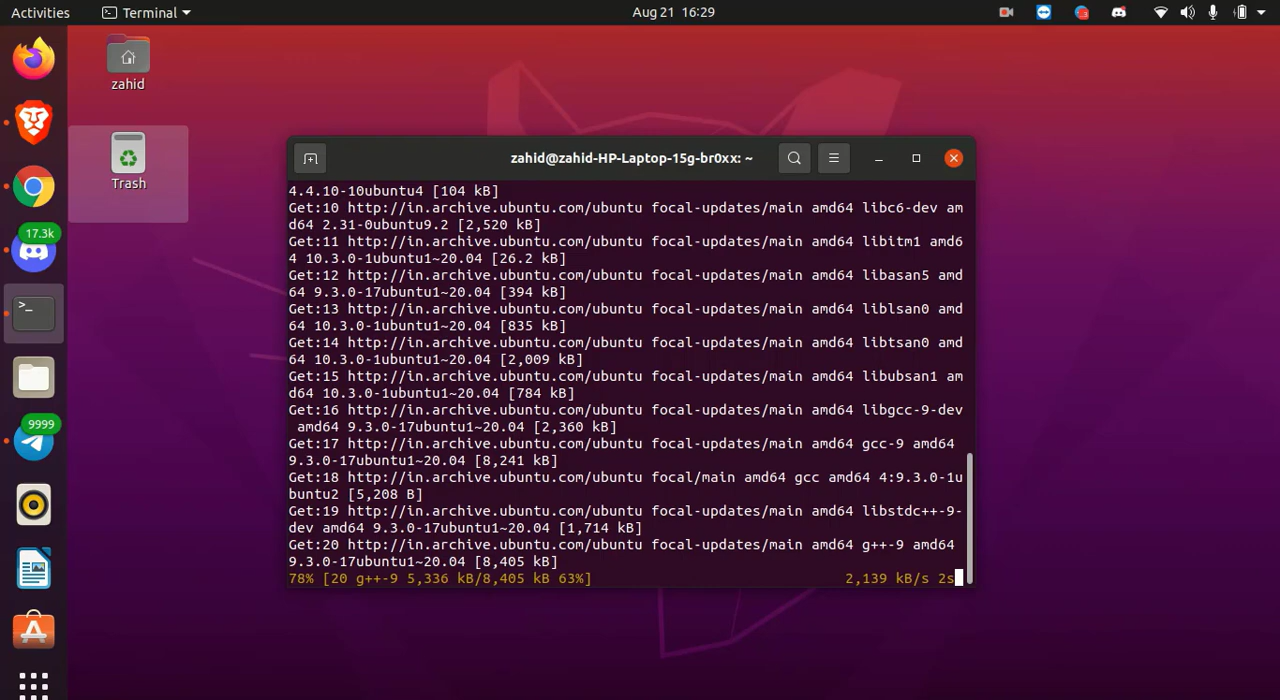 Activities
Terminal
Aug 21 16:29
zahid
Trash
17.3k
9999
zahid@zahid-HP-Laptop-15g-br0xx: ~
4.4.10-10ubuntu4 [104 kB]
Get:10 http://in.archive.ubuntu.com/ubuntu focal-updates/main amd64 libc6-dev am
d64 2.31-0ubuntu9.2 [2,520 kB]
Get:11 http://in.archive.ubuntu.com/ubuntu focal-updates/main amd64 libitm1 amd6
4 10.3.0-1ubuntu1~20.04 [26.2 kB]
Get:12 http://in.archive.ubuntu.com/ubuntu focal-updates/main amd64 libasan5 amd
64 9.3.0-17ubuntu1~20.04 [394 kB]
Get:13 http://in.archive.ubuntu.com/ubuntu focal-updates/main amd64 liblsan0 amd
64 10.3.0-1ubuntu1~20.04 [835 kB]
Get:14 http://in.archive.ubuntu.com/ubuntu focal-updates/main amd64 libtsan0 amd
64 10.3.0-1ubuntu1~20.04 [2,009 kB]
Get:15 http://in.archive.ubuntu.com/ubuntu focal-updates/main amd64 libubsan1 am
d64 10.3.0-1ubuntu1~20.04 [784 kB]
Get:16 http://in.archive.ubuntu.com/ubuntu focal-updates/main amd64 libgcc-9-dev
 amd64 9.3.0-17ubuntu1~20.04 [2,360 kB]
Get:17 http://in.archive.ubuntu.com/ubuntu focal-updates/main amd64 gcc-9 amd64
9.3.0-17ubuntu1~20.04 [8,241 kB]
Get:18 http://in.archive.ubuntu.com/ubuntu focal/main amd64 gcc amd64 4:9.3.0-1u
buntu2 [5,208 B]
Get:19 http://in.archive.ubuntu.com/ubuntu focal-updates/main amd64 libstdc++-9-
dev amd64 9.3.0-17ubuntu1~20.04 [1,714 kB]
Get:20 http://in.archive.ubuntu.com/ubuntu focal-updates/main amd64 g++-9 amd64
9.3.0-17ubuntu1~20.04 [8,405 kB]
78% [20 g++-9 5,336 kB/8,405 kB 63%] 2,139 kB/s 2s